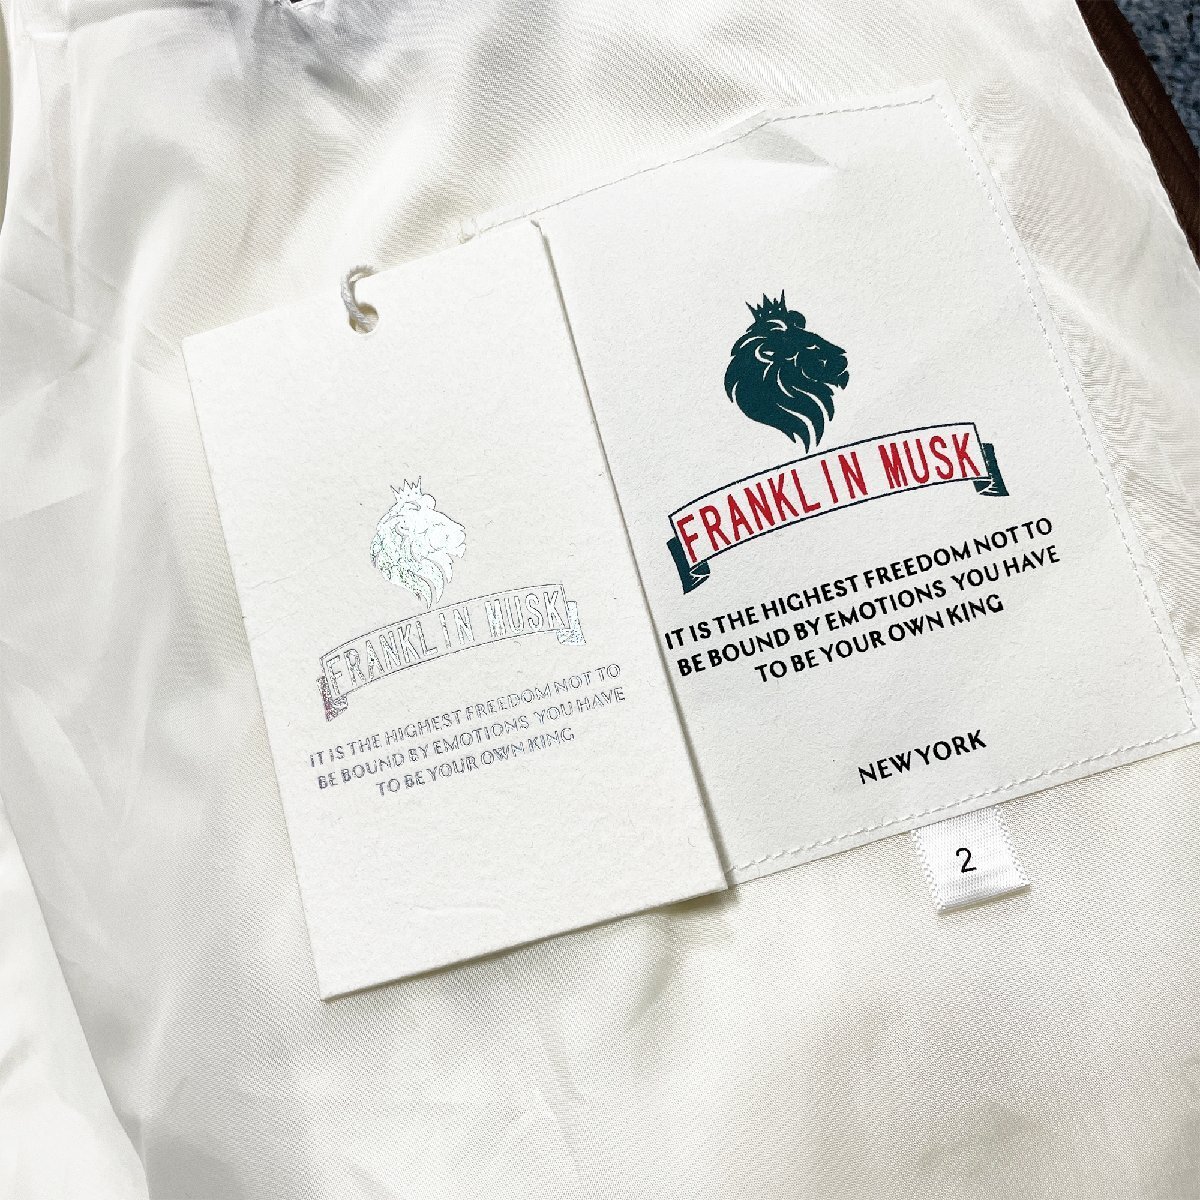 FRANKLIN MUSK
IT IS THE HIGHEST FREEDOM NOT TO
BE BOUND BY EMOTIONS YOU HAVE
TO BE YOUR OWN KING
FRANKLIN MUSK
IT IS THE HIGHEST FREEDOM NOT TO
BE BOUND BY EMOTIONS YOU HAVE
TO BE YOUR OWN KING
NEW YORK
2